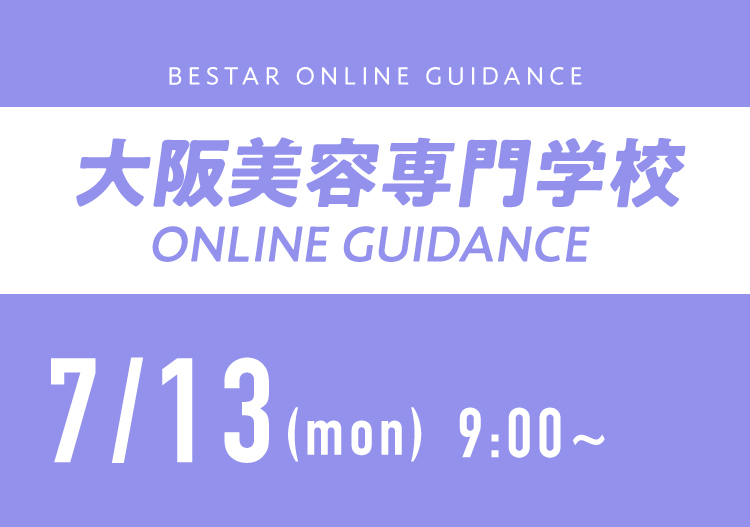 BESTAR ONLINE GUIDANCE
大阪美容専門学校
ONLINE GUIDANCE
7/13(mon) 9:00~